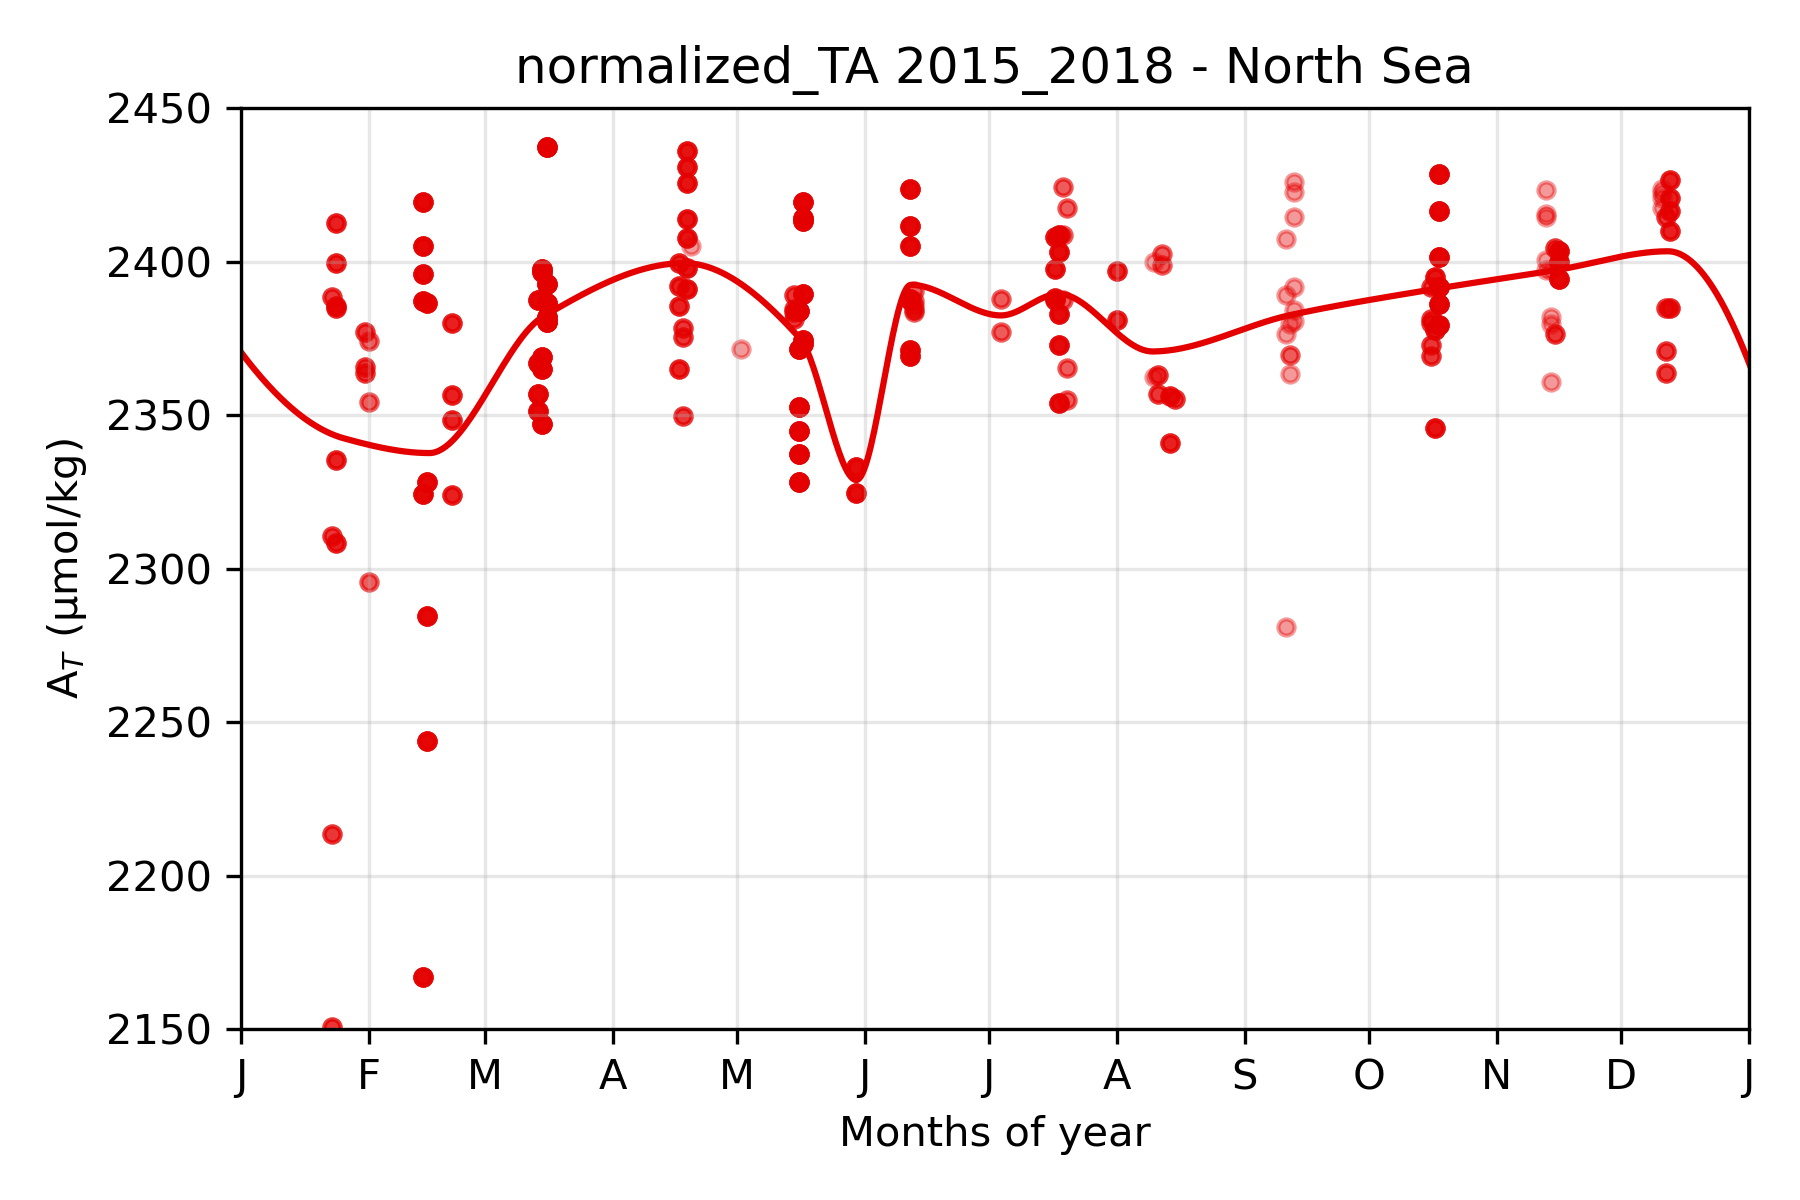 normalized_TA 2015_2018 - North Sea
2450
2400
2350
2300
2250
2200
2150
A_T (µmol/kg)
J F M A M J J A S O N D J
Months of year